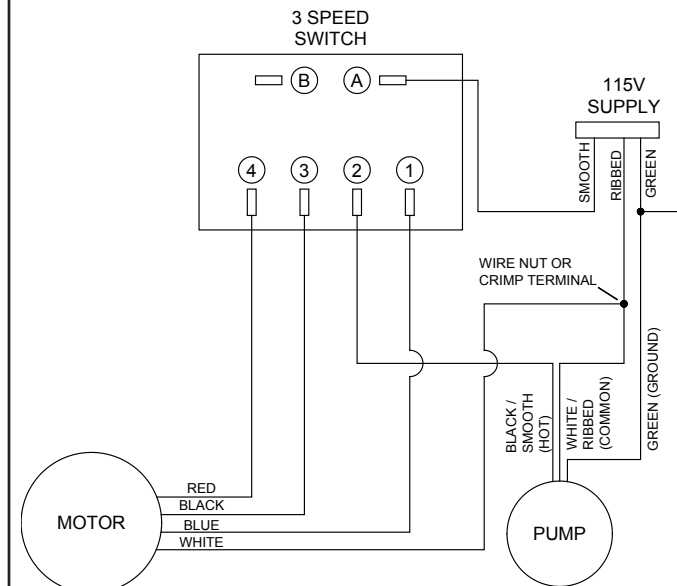 3 SPEED
SWITCH
B
A
115V
SUPPLY
4
3
2
1
SMOOTH
RIBBED
GREEN
WIRE NUT OR
CRIMP TERMINAL
BLACK /
SMOOTH
(HOT)
WHITE /
RIBBED
(COMMON)
GREEN (GROUND)
RED
BLACK
BLUE
WHITE
MOTOR
PUMP